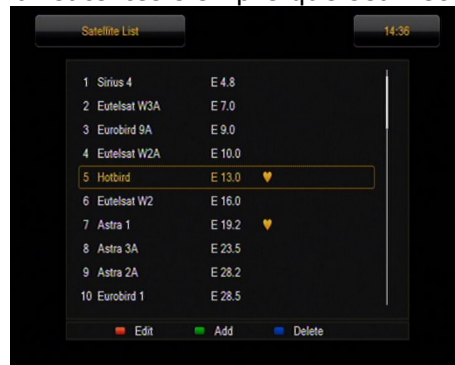 Satellite List 14:36
1 Sirius 4 E 4.8
2 Eutelsat W3A E 7.0
3 Eurobird 9A E 9.0
4 Eutelsat W2A E 10.0
5 Hotbird E 13.0
6 Eutelsat W2 E 16.0
7 Astra 1 E 19.2
8 Astra 3A E 23.5
9 Astra 2A E 28.2
10 Eurobird 1 E 28.5
Edit Add Delete